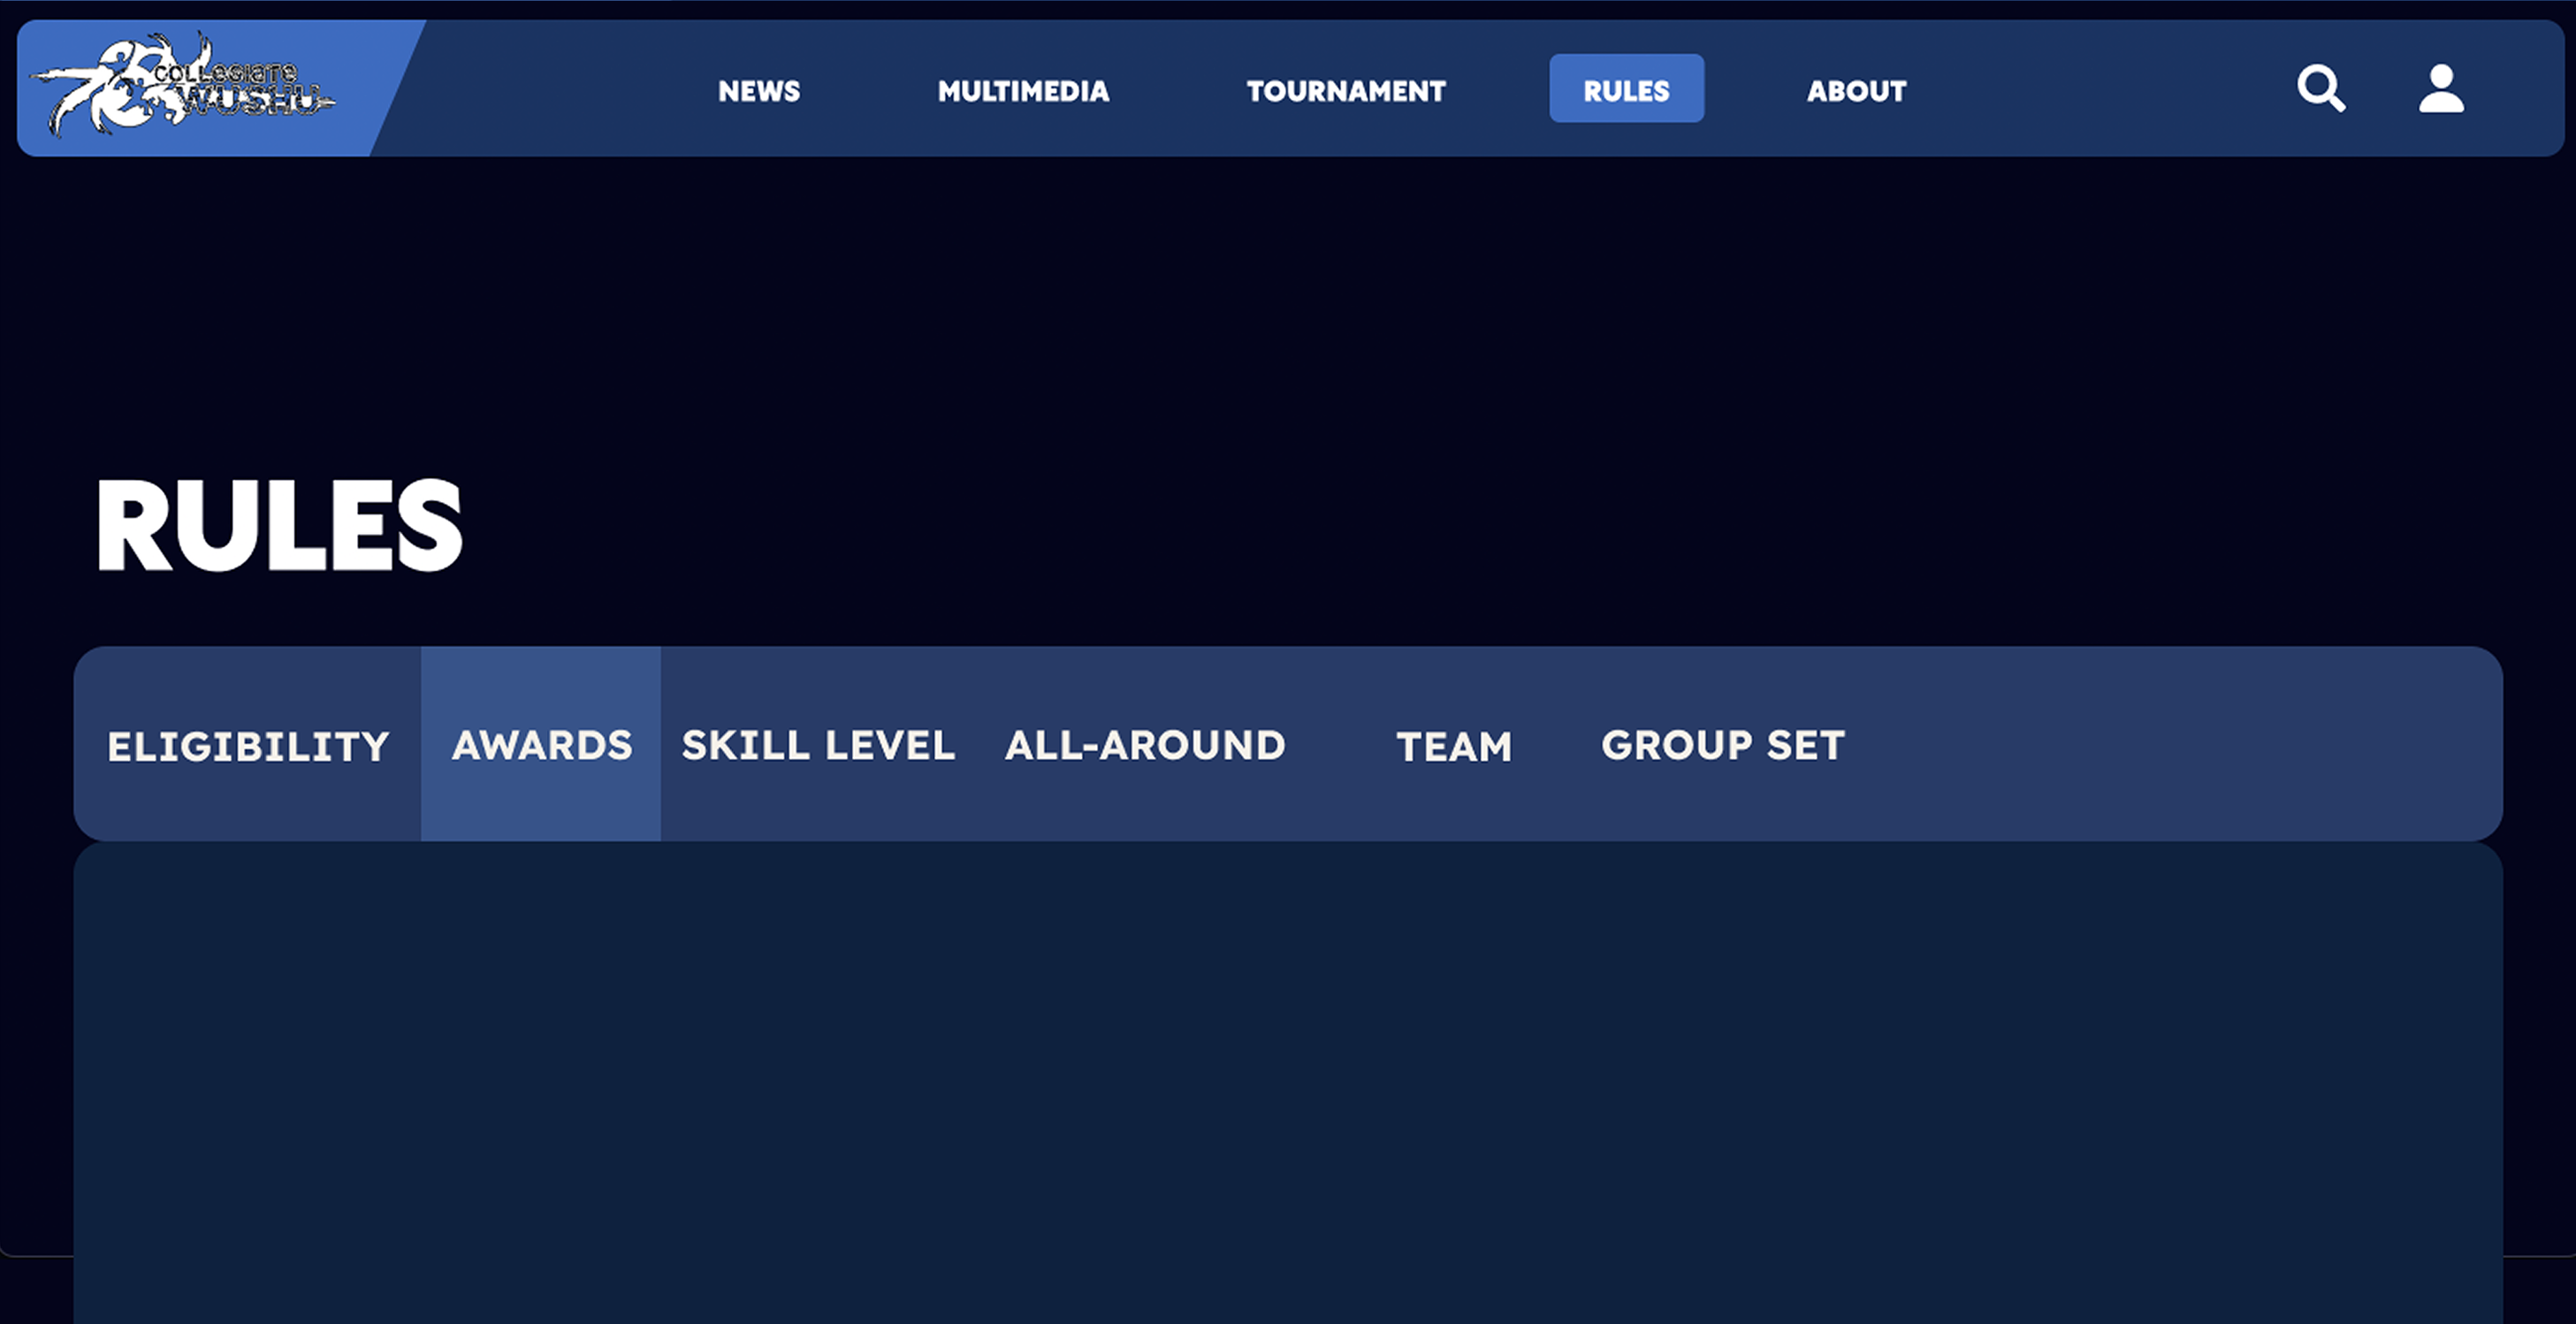 COLLEGIATE
WUSHU
NEWS MULTIMEDIA TOURNAMENT RULES ABOUT
RULES
ELIGIBILITY AWARDS SKILL LEVEL ALL-AROUND TEAM GROUP SET